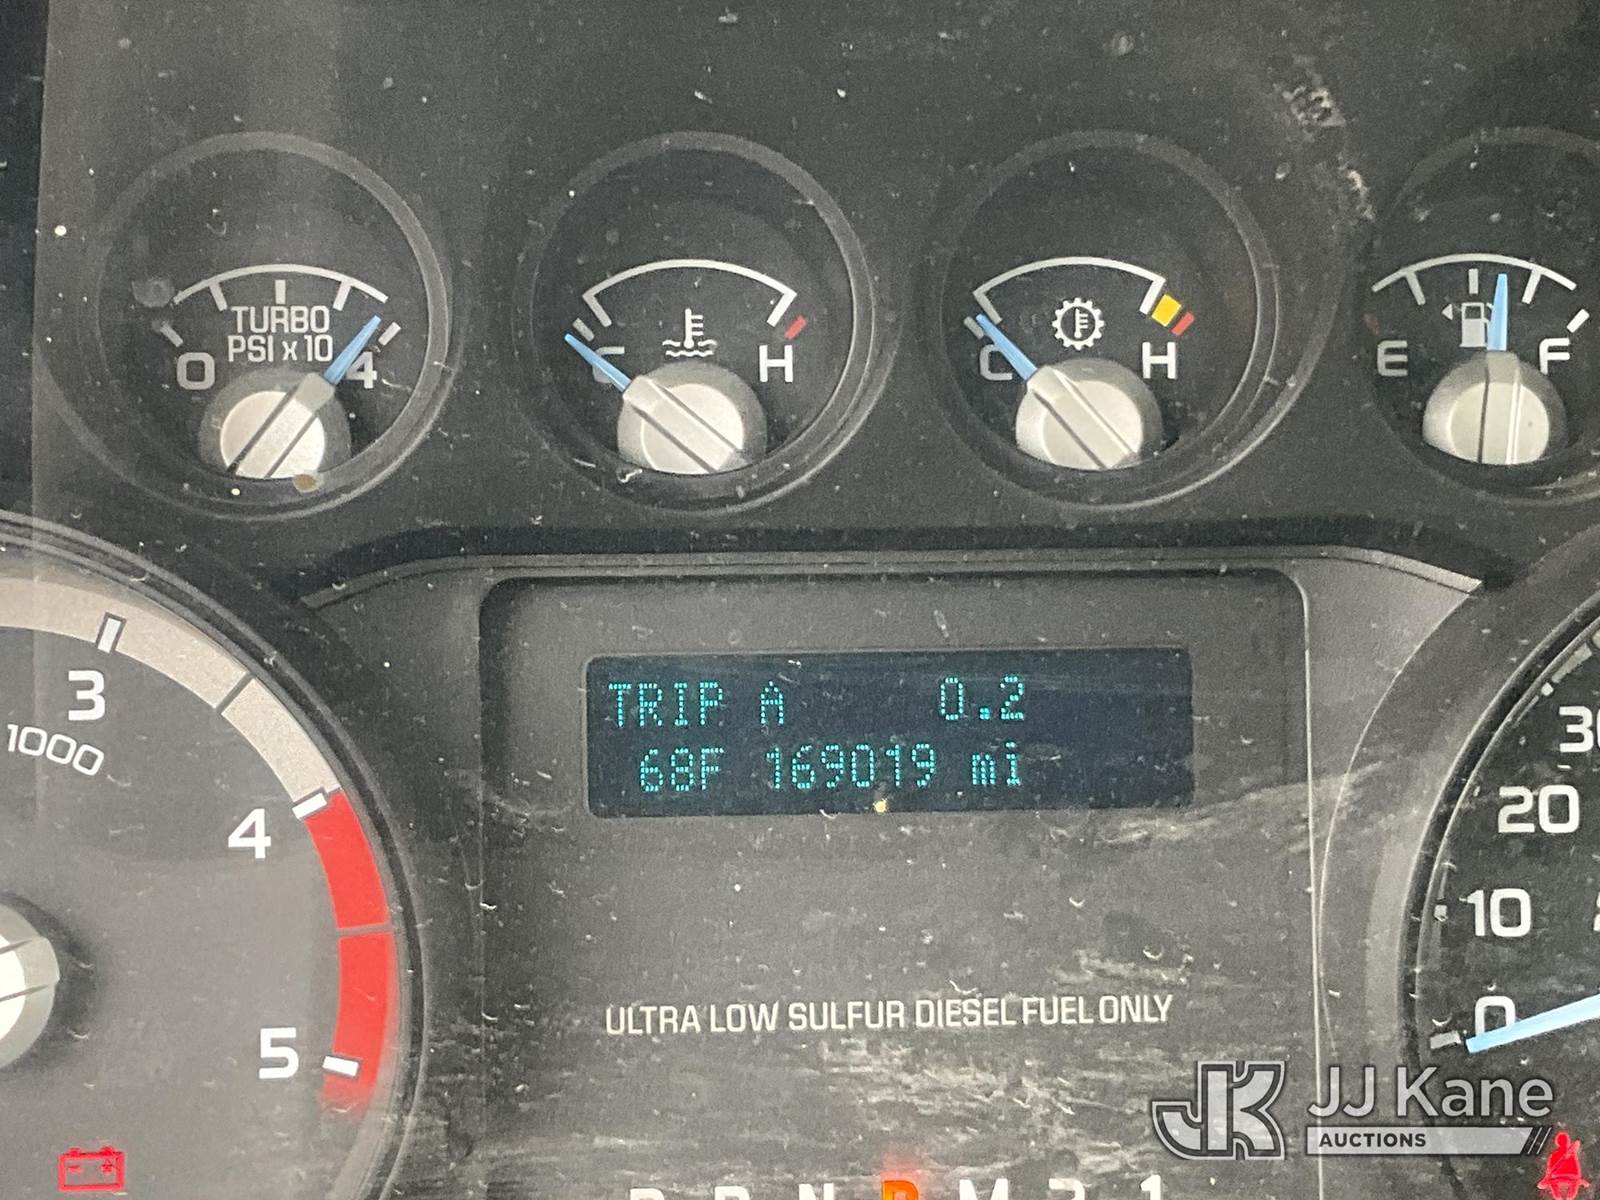 TURBO
PSI x 10
0 4
C H
C H
E F
3
1000
4
5
TRIP A 0.2
68F 169019 mi
ULTRA LOW SULFUR DIESEL FUEL ONLY
20
10
0
JK JJ Kane
AUCTIONS